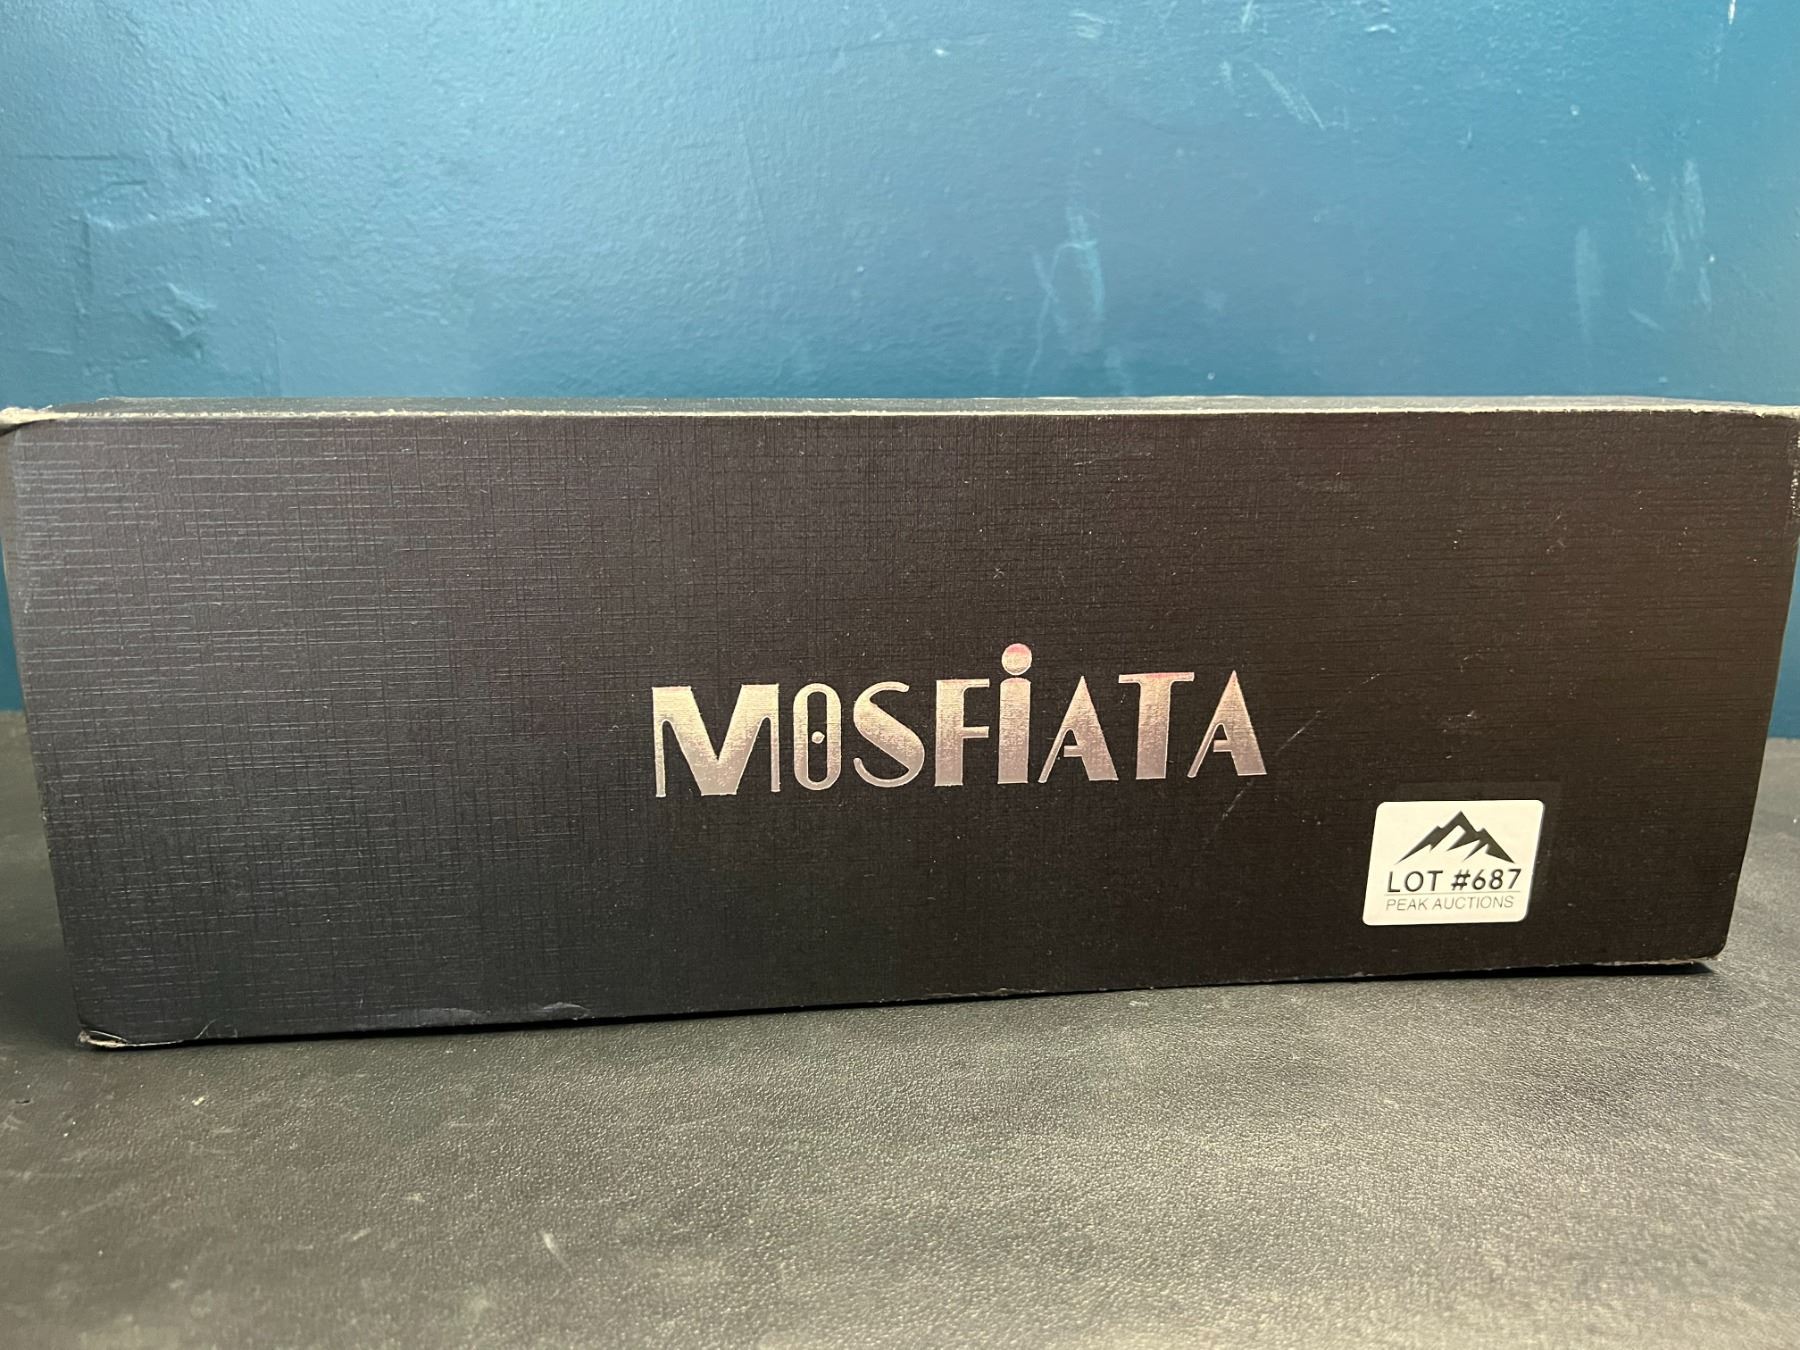 MOSFiATA
LOT #687
PEAK AUCTIONS